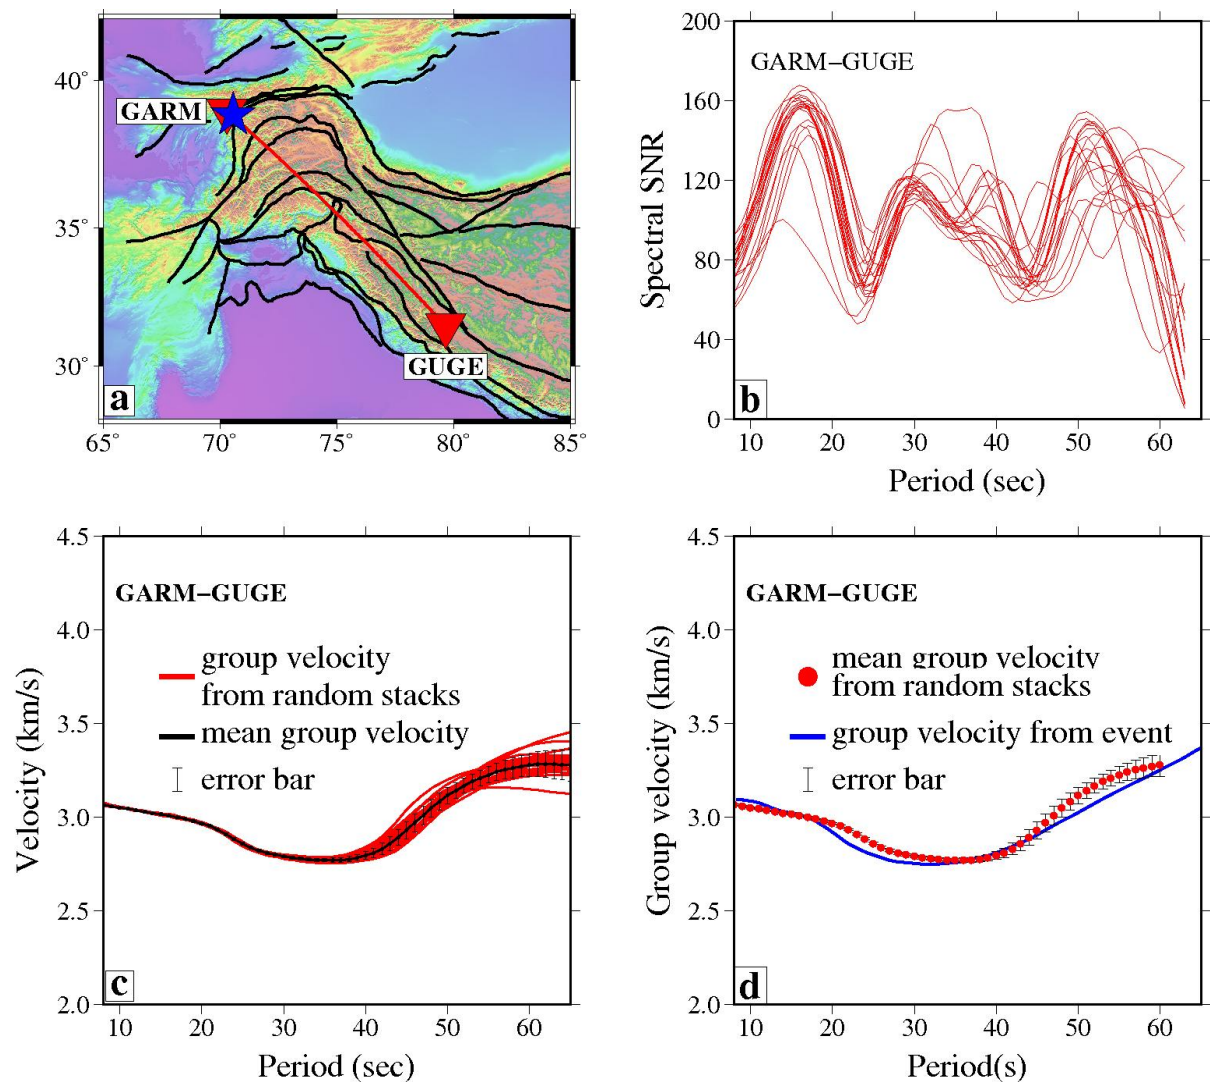 40°
35°
30°
GARM
GUGE
a
65° 70° 75° 80° 85°
Spectral SNR
200
160
120
80
40
0
GARM–GUGE
b
10 20 30 40 50 60
Period (sec)
Velocity (km/s)
4.5
4.0
3.5
3.0
2.5
2.0
GARM–GUGE
group velocity
from random stacks
mean group velocity
error bar
c
10 20 30 40 50 60
Period (sec)
Group velocity (km/s)
4.5
4.0
3.5
3.0
2.5
2.0
GARM–GUGE
mean group velocity
from random stacks
group velocity from event
error bar
d
10 20 30 40 50 60
Period(s)